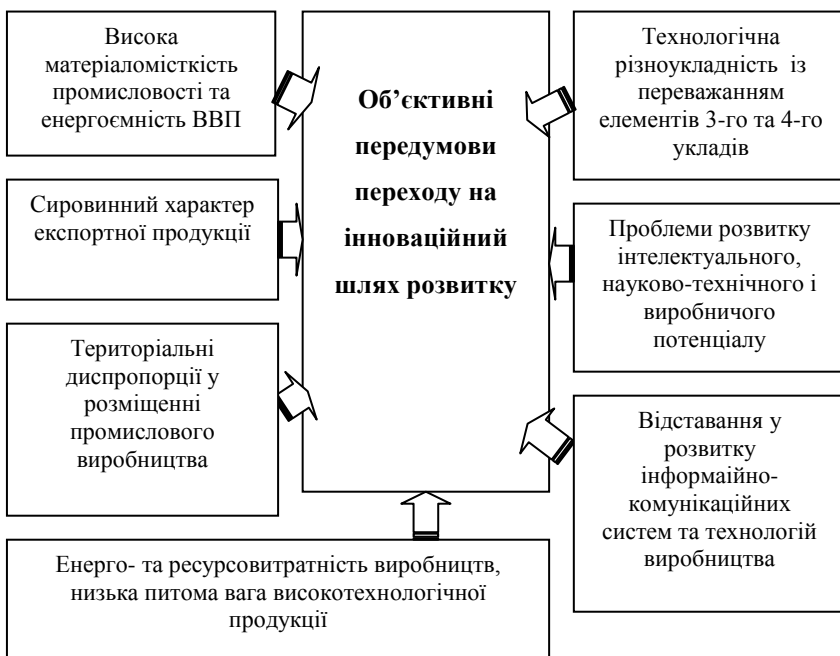 Висока
матеріаломісткість
промисловості та
енергоємність ВВП
Сировинний характер
експортної продукції
Територіальні
диспропорції у
розміщенні
промислового
виробництва
Об’єктивні
передумови
переходу на
інноваційний
шлях розвитку
Технологічна
різноукладність із
переважанням
елементів 3-го та 4-го
укладів
Проблеми розвитку
інтелектуального,
науково-технічного і
виробничого
потенціалу
Відставання у
розвитку
інформаійно-
комунікаційних
систем та технологій
виробництва
Енерго- та ресурсовитратність виробництв,
низька питома вага високотехнологічної
продукції